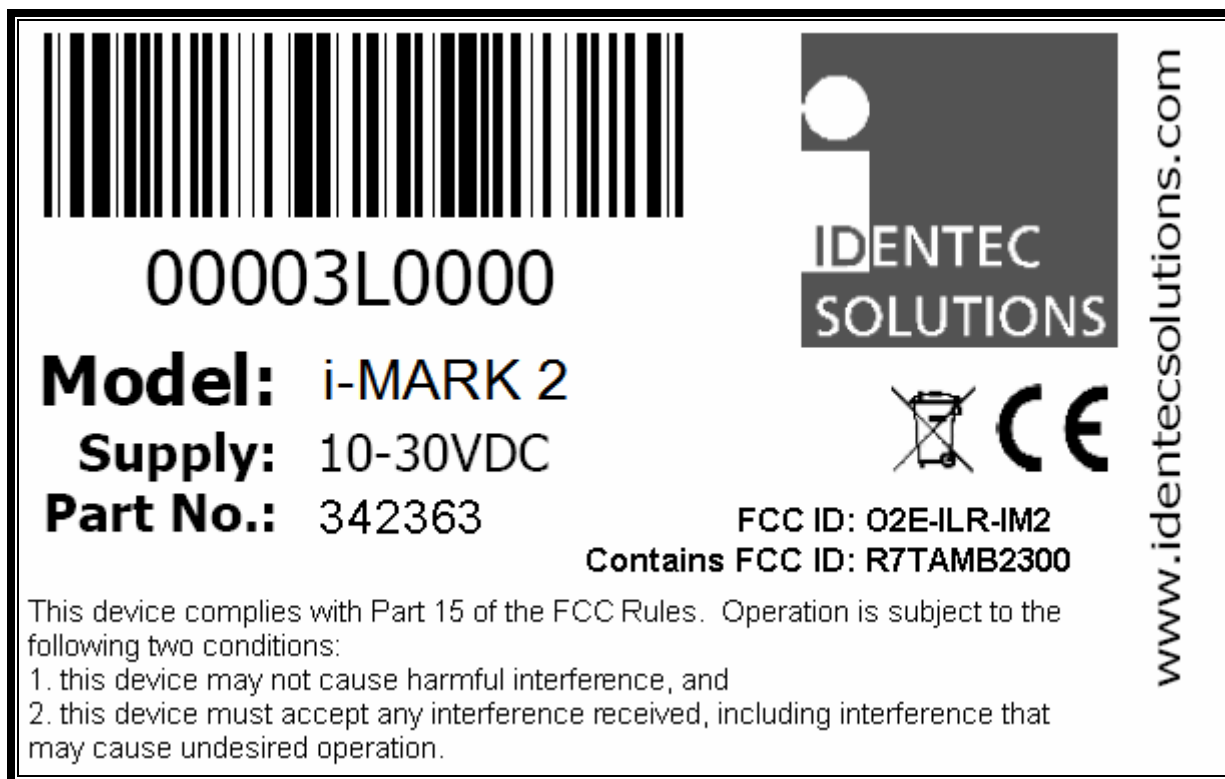 00003L0000
IDENTEC
SOLUTIONS
Model: i-MARK 2
Supply: 10-30VDC
Part No.: 342363
CE
FCC ID: O2E-ILR-IM2
Contains FCC ID: R7TAMB2300
This device complies with Part 15 of the FCC Rules.  Operation is subject to the
following two conditions:
1. this device may not cause harmful interference, and
2. this device must accept any interference received, including interference that
may cause undesired operation.
www.identecsolutions.com